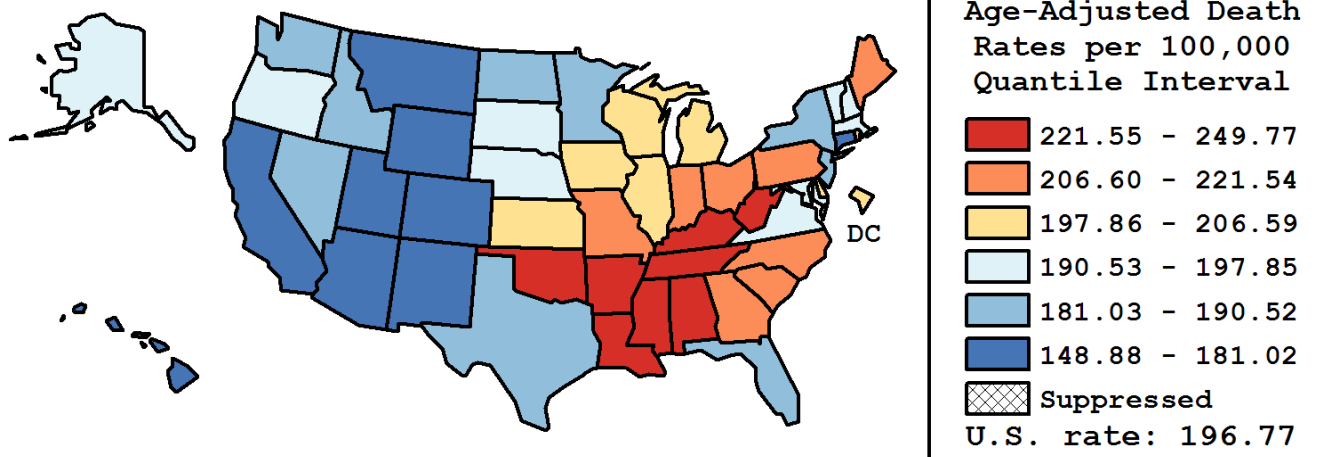 DC
Age-Adjusted Death
Rates per 100,000
Quantile Interval
221.55 - 249.77
206.60 - 221.54
197.86 - 206.59
190.53 - 197.85
181.03 - 190.52
148.88 - 181.02
Suppressed
U.S. rate: 196.77